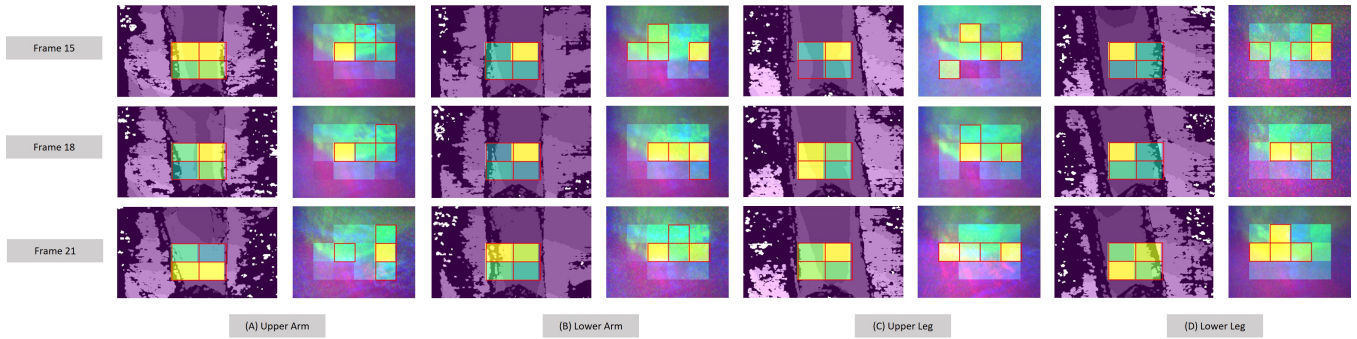 Frame 15
Frame 18
Frame 21
(A) Upper Arm
(B) Lower Arm
(C) Upper Leg
(D) Lower Leg